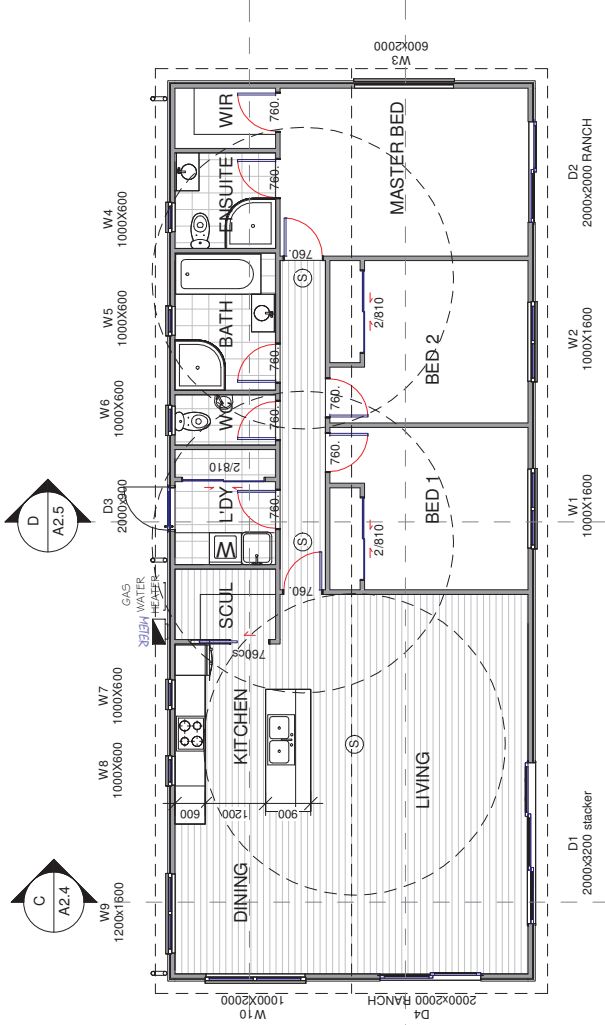 W3
600x2000
W4
1000X600
W5
1000X600
W6
1000X600
D3
2000x900
D
A2.5
GAS
WATER
HEATER
METER
W7
1000X600
W8
1000X600
W9
1200x1600
C
A2.4
W10
1000X2000
D4
2000x2000 RANCH
D1
2000x3200 stacker
W1
1000X1600
W2
1000X1600
D2
2000x2000 RANCH
WIR
760.
ENSUITE
760.
MASTER BED
760.
BATH
760.
S
2/810
BED 2
760.
W
760.
2/810
L'DY
760.
S
760.
BED 1
2/810
760.
SCUL
760cs
KITCHEN
600
1200
900
S
DINING
LIVING